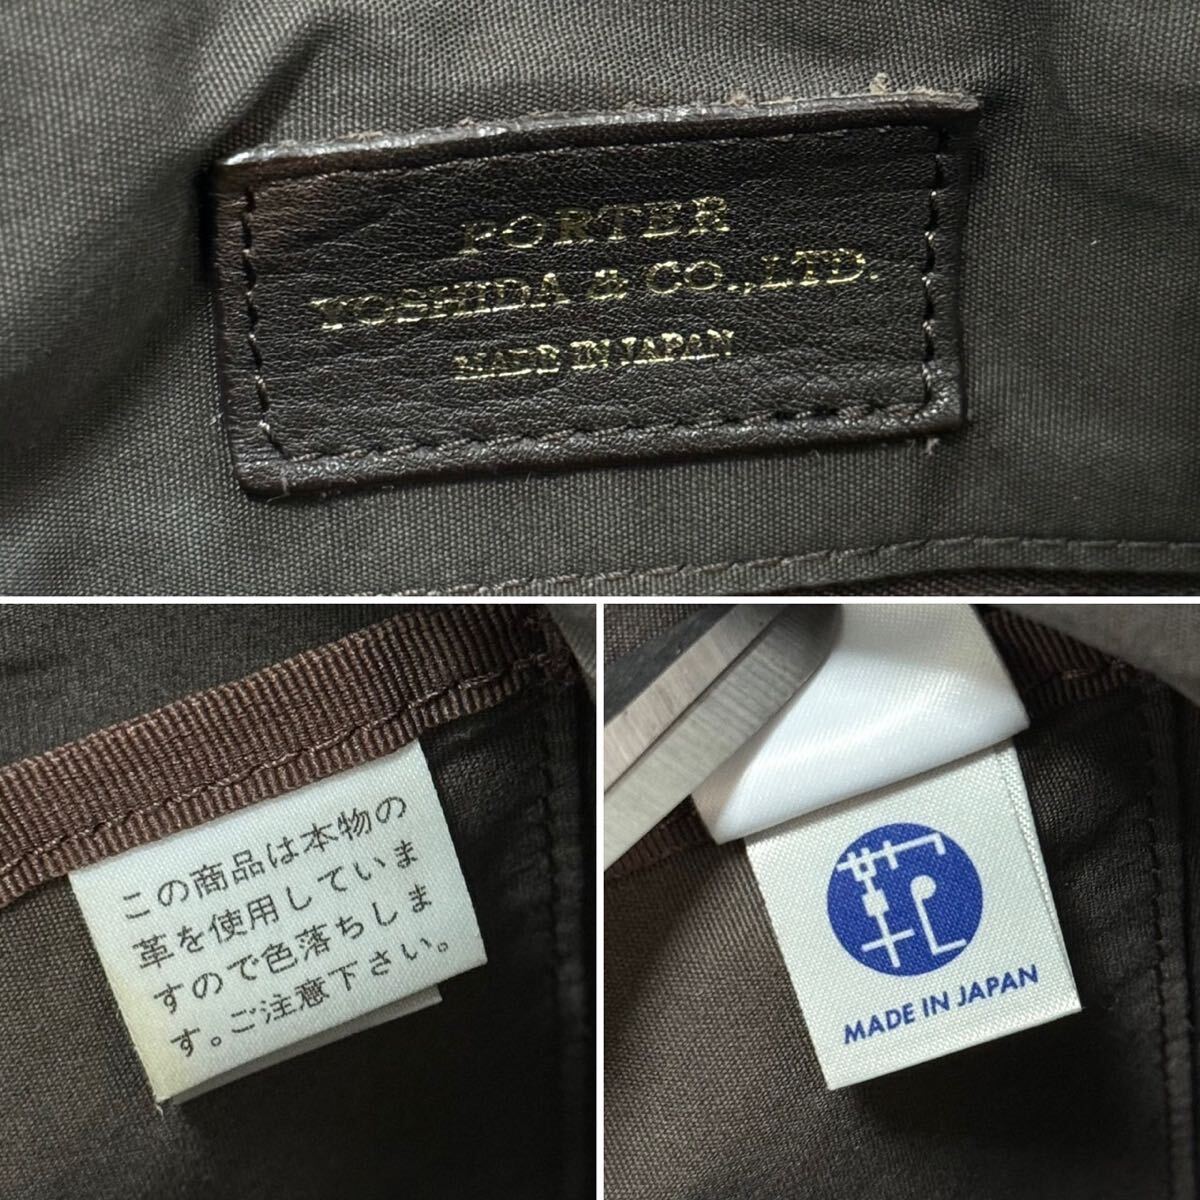 PORTER
YOSHIDA & CO.,LTD.
MADE IN JAPAN
この商品は本物の
革を使用していま
すので色落ちしま
す。ご注意下さい。
MADE IN JAPAN